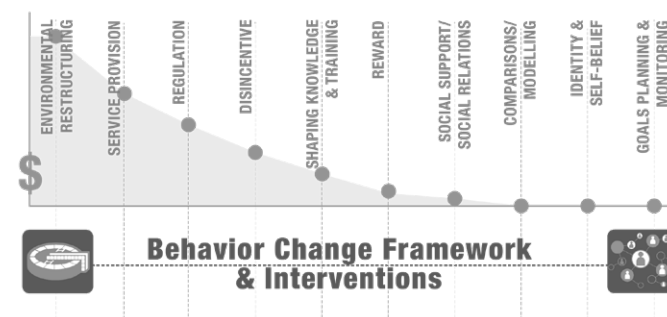 ENVIRONMENTAL
RESTRUCTURING
SERVICE PROVISION
REGULATION
DISINCENTIVE
SHAPING KNOWLEDGE
& TRAINING
REWARD
SOCIAL SUPPORT/
SOCIAL RELATIONS
COMPARISONS/
MODELLING
IDENTITY &
SELF-BELIEF
GOALS PLANNING &
MONITORING
$
Behavior Change Framework
& Interventions